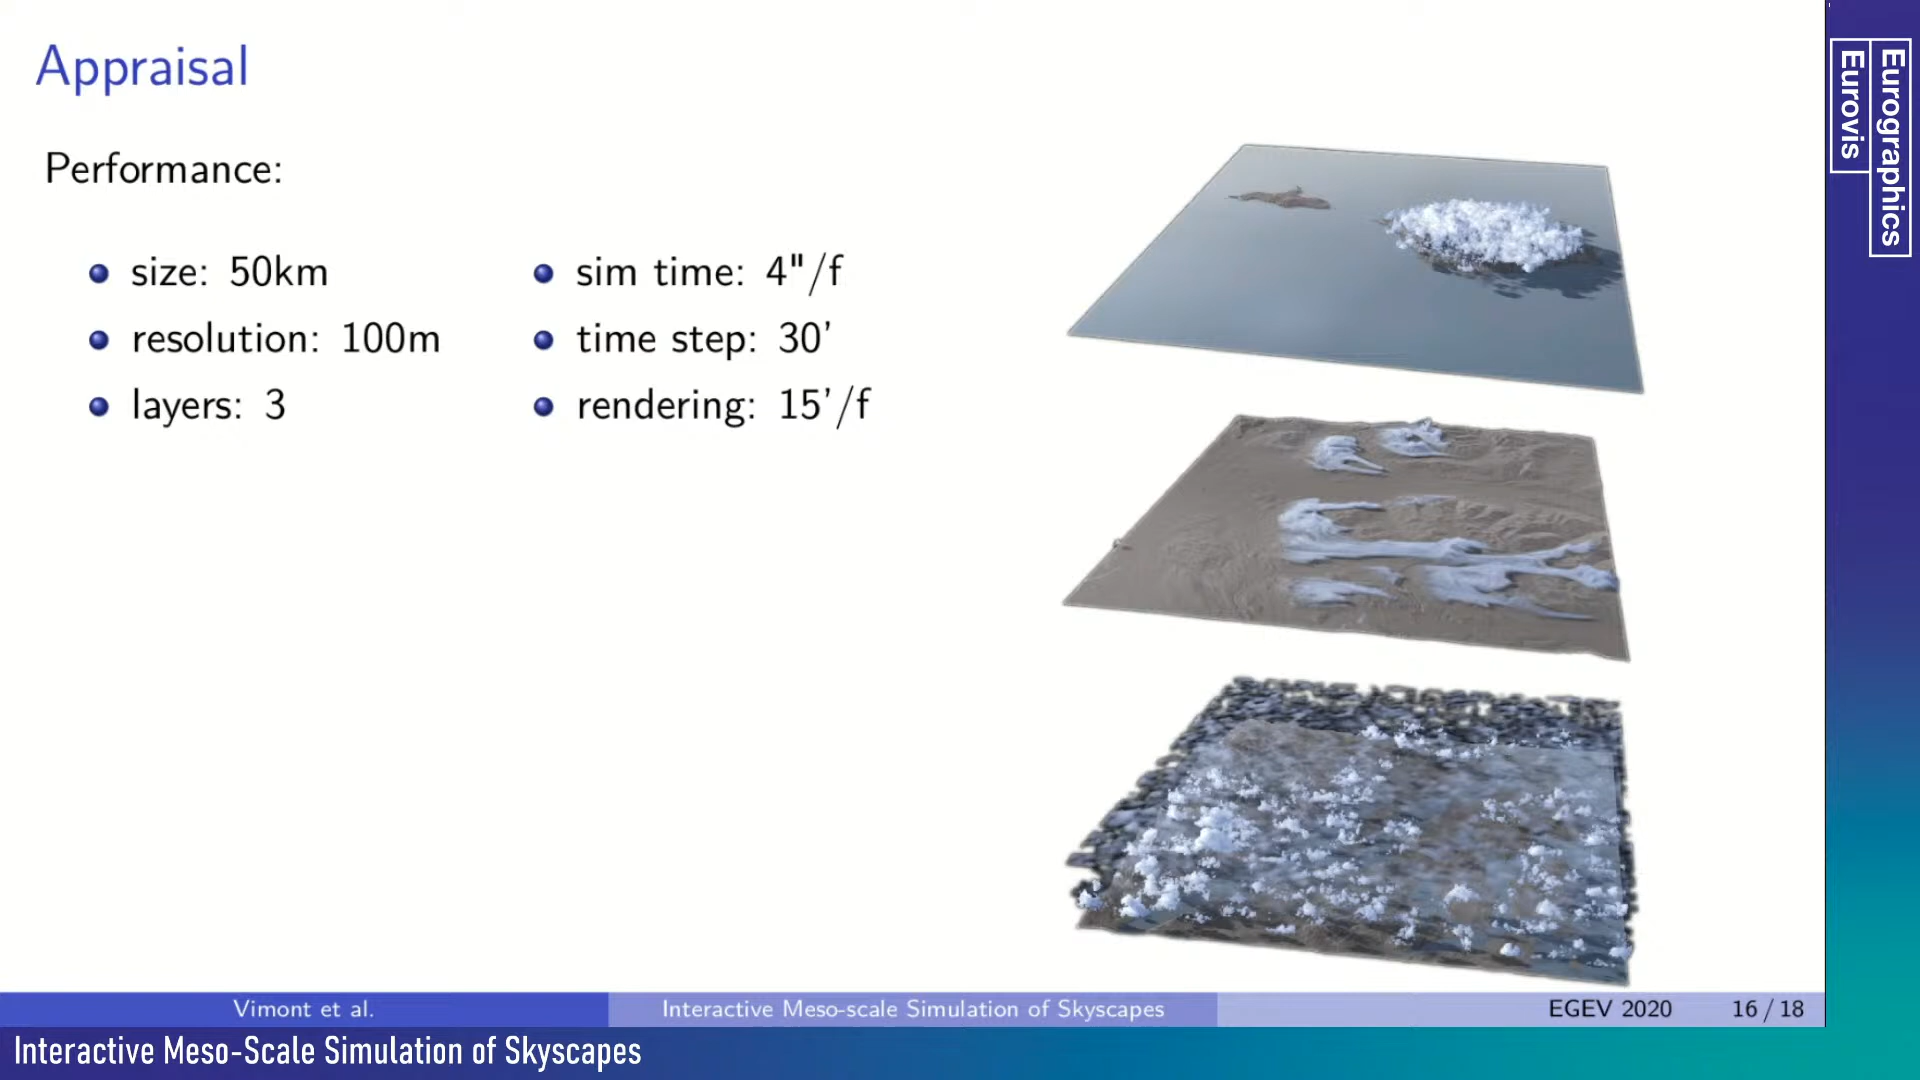 Appraisal
Performance:
size: 50km
resolution: 100m
layers: 3
sim time: 4"/f
time step: 30'
rendering: 15'/f
Vimont et al.
Interactive Meso-scale Simulation of Skyscapes
EGEV 2020
16 / 18
Interactive Meso-Scale Simulation of Skyscapes
Eurographics
Eurovis